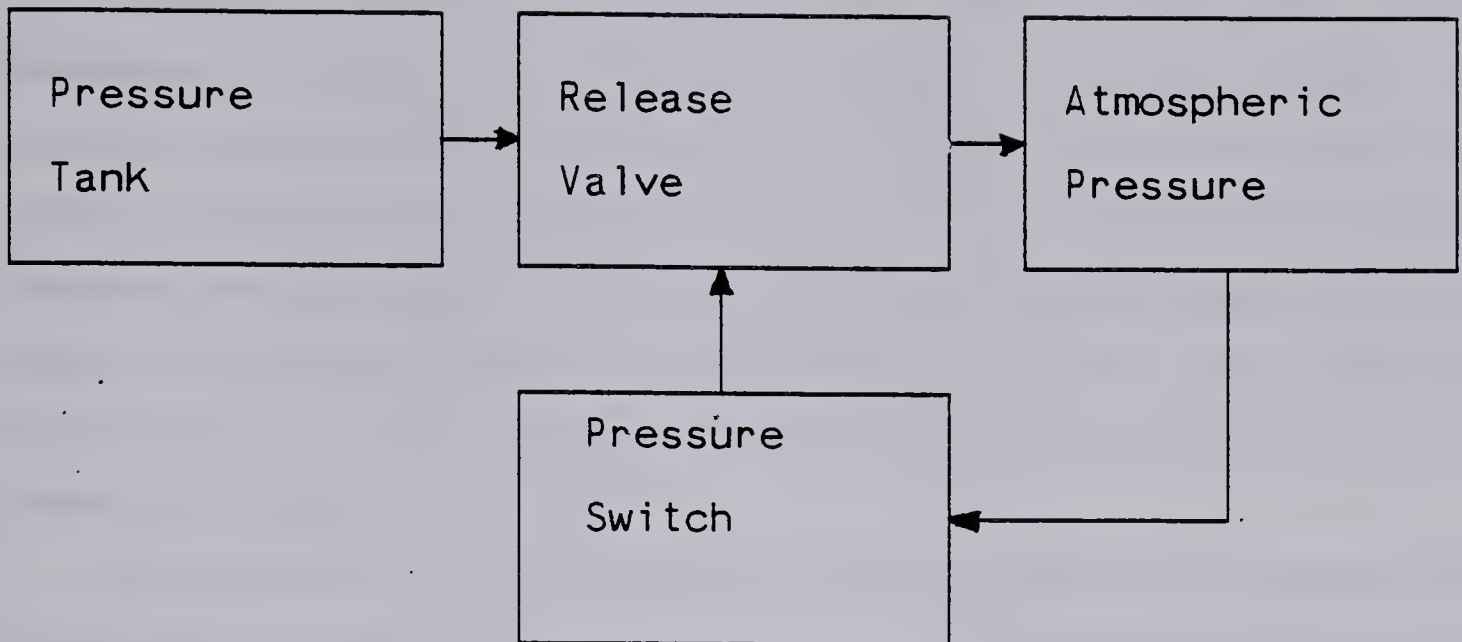 Pressure
Tank
Release
Valve
Atmospheric
Pressure
Pressure
Switch